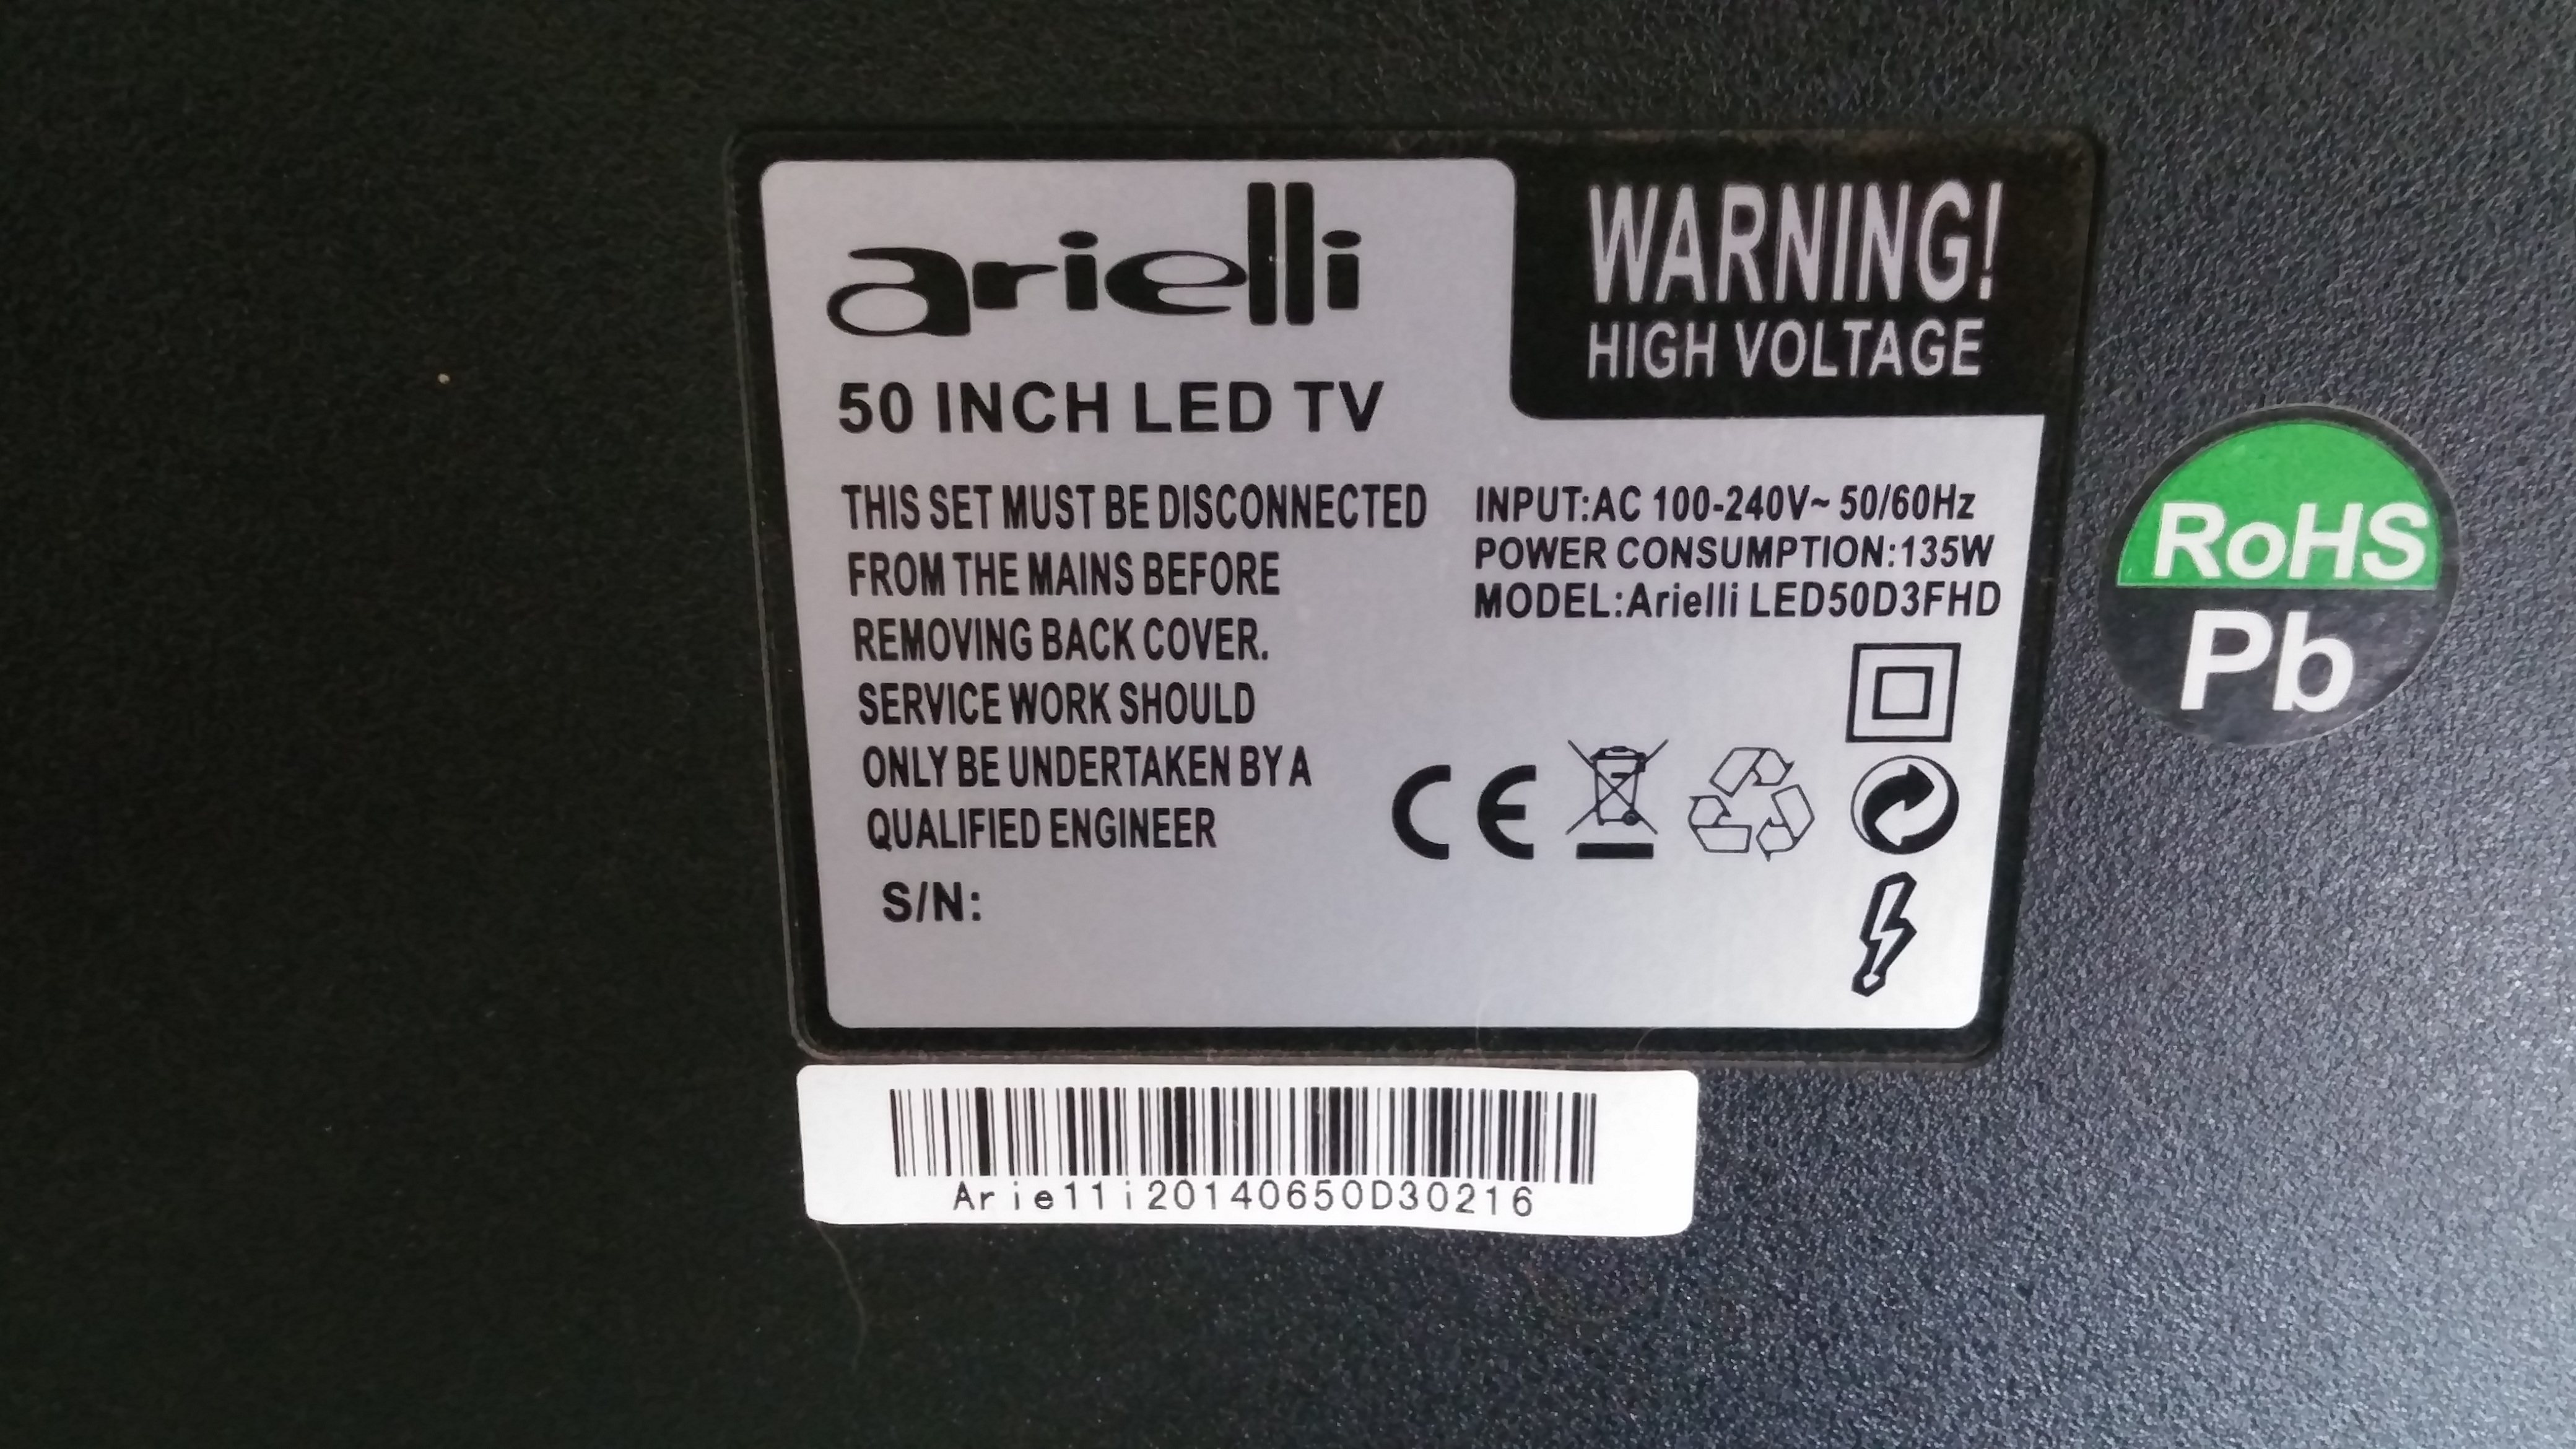 arielli
WARNING!
HIGH VOLTAGE
50 INCH LED TV
THIS SET MUST BE DISCONNECTED
FROM THE MAINS BEFORE
REMOVING BACK COVER.
SERVICE WORK SHOULD
ONLY BE UNDERTAKEN BY A
QUALIFIED ENGINEER
S/N:
INPUT:AC 100-240V~ 50/60Hz
POWER CONSUMPTION:135W
MODEL:Arielli LED50D3FHD
CE
RoHS
Pb
Arielli20140650D30216